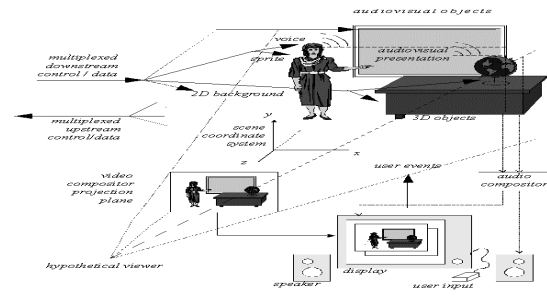 audiovisual objects
voice
sprite
audiovisual
presentation
multiplexed
downstream
control / data
2D background
3D objects
multiplexed
upstream
control/data
y
scene
coordinate
system
x
z
user events
video
compositor
projection
plane
audio
compositor
hypothetical viewer
display
speaker
user input